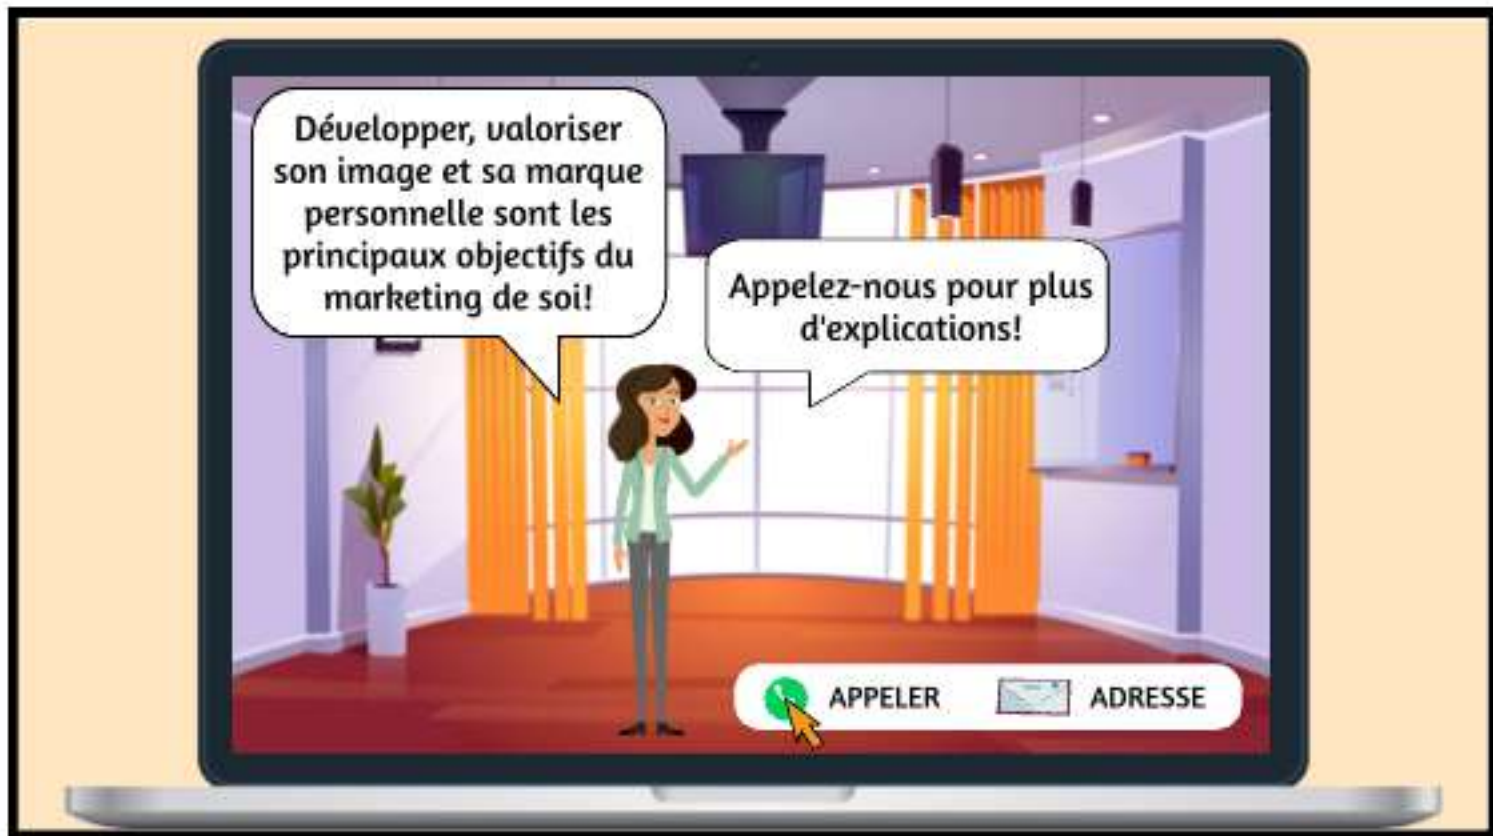 Développer, valoriser
son image et sa marque
personnelle sont les
principaux objectifs du
marketing de soi!
Appelez-nous pour plus
d'explications!
APPELER
ADRESSE